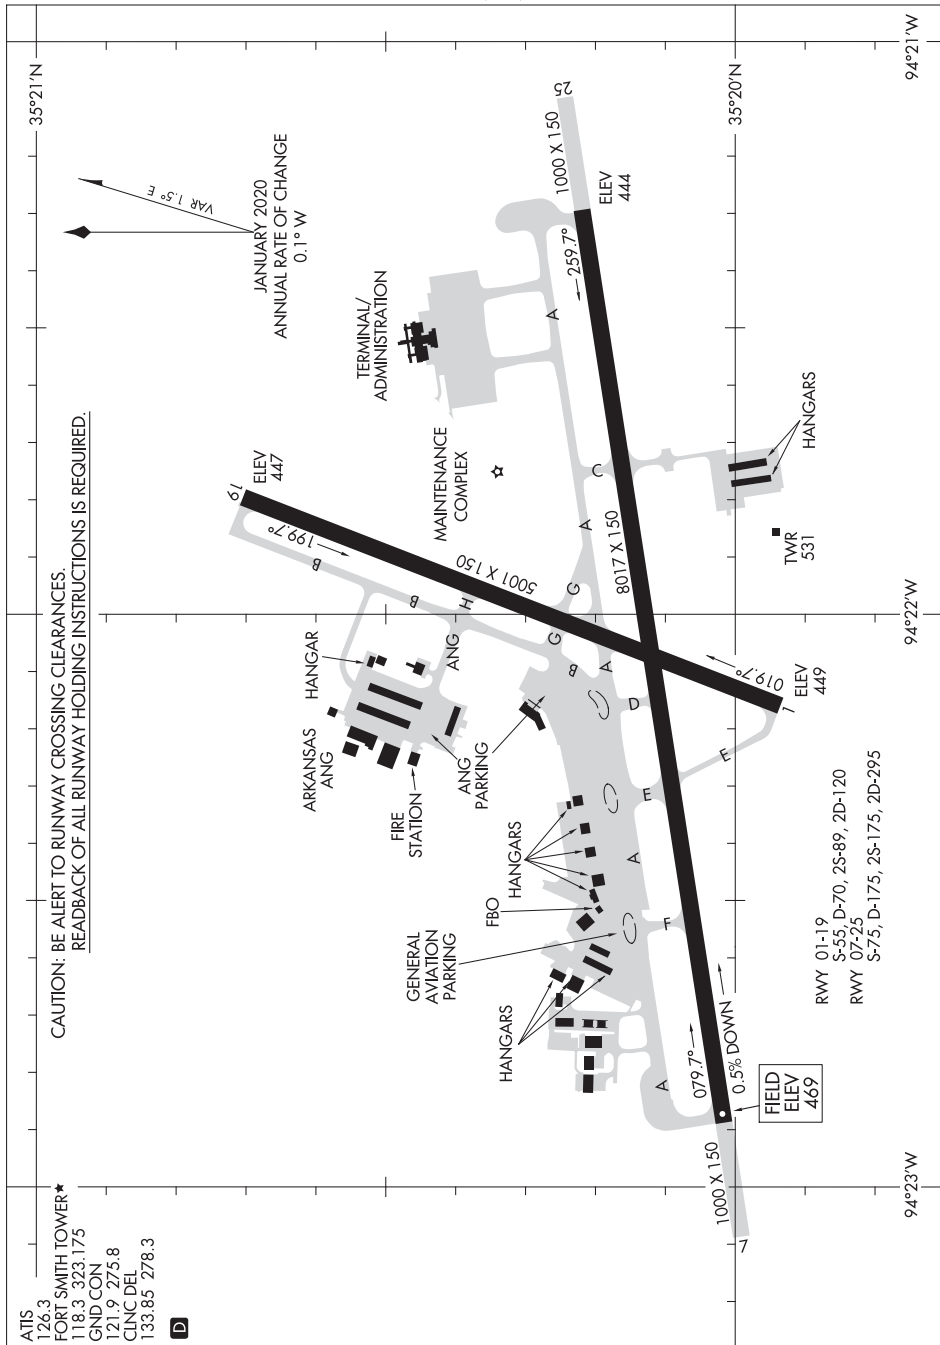 ATIS
126.3
FORT SMITH TOWER★
118.3 323.175
GND CON
121.9 275.8
CLNC DEL
133.85 278.3
D
CAUTION: BE ALERT TO RUNWAY CROSSING CLEARANCES.
READBACK OF ALL RUNWAY HOLDING INSTRUCTIONS IS REQUIRED.
35°21'N
JANUARY 2020
ANNUAL RATE OF CHANGE
0.1° W
VAR 1.5° E
TERMINAL/
ADMINISTRATION
19
ELEV
447
199.7°
B
B
MAINTENANCE
COMPLEX
HANGAR
ARKANSAS
ANG
FIRE
STATION
ANG
H
5001 X 150
ANG
PARKING
G
G
B
A
A
A
C
D
E
E
A
F
A
HANGARS
FBO
GENERAL
AVIATION
PARKING
HANGARS
25
1000 X 150
ELEV
444
259.7°
8017 X 150
HANGARS
TWR
531
019.7°
1
ELEV
449
079.7°
0.5% DOWN
FIELD
ELEV
469
1000 X 150
7
RWY 01-19
S-55, D-70, 2S-89, 2D-120
RWY 07-25
S-75, D-175, 2S-175, 2D-295
35°20'N
94°23'W
94°22'W
94°21'W